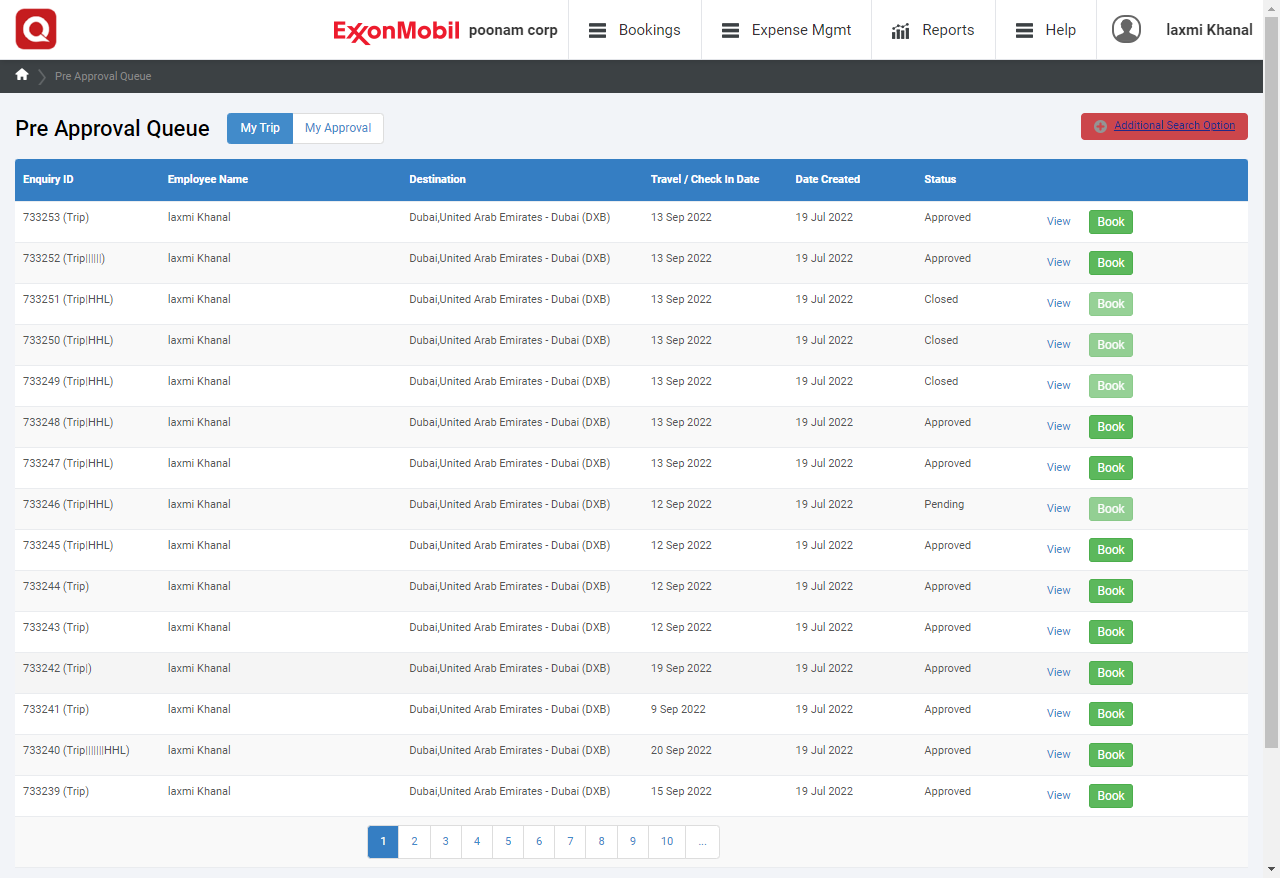 Q ExxonMobil poonam corp Bookings Expense Mgmt Reports Help laxmi Khanal
Pre Approval Queue
Pre Approval Queue My Trip My Approval Additional Search Option
Enquiry ID Employee Name Destination Travel / Check In Date Date Created Status
733253 (Trip) laxmi Khanal Dubai,United Arab Emirates - Dubai (DXB) 13 Sep 2022 19 Jul 2022 Approved View Book
733252 (Trip||||||) laxmi Khanal Dubai,United Arab Emirates - Dubai (DXB) 13 Sep 2022 19 Jul 2022 Approved View Book
733251 (Trip|HHL) laxmi Khanal Dubai,United Arab Emirates - Dubai (DXB) 13 Sep 2022 19 Jul 2022 Closed View Book
733250 (Trip|HHL) laxmi Khanal Dubai,United Arab Emirates - Dubai (DXB) 13 Sep 2022 19 Jul 2022 Closed View Book
733249 (Trip|HHL) laxmi Khanal Dubai,United Arab Emirates - Dubai (DXB) 13 Sep 2022 19 Jul 2022 Closed View Book
733248 (Trip|HHL) laxmi Khanal Dubai,United Arab Emirates - Dubai (DXB) 13 Sep 2022 19 Jul 2022 Approved View Book
733247 (Trip|HHL) laxmi Khanal Dubai,United Arab Emirates - Dubai (DXB) 13 Sep 2022 19 Jul 2022 Approved View Book
733246 (Trip|HHL) laxmi Khanal Dubai,United Arab Emirates - Dubai (DXB) 12 Sep 2022 19 Jul 2022 Pending View Book
733245 (Trip|HHL) laxmi Khanal Dubai,United Arab Emirates - Dubai (DXB) 12 Sep 2022 19 Jul 2022 Approved View Book
733244 (Trip) laxmi Khanal Dubai,United Arab Emirates - Dubai (DXB) 12 Sep 2022 19 Jul 2022 Approved View Book
733243 (Trip) laxmi Khanal Dubai,United Arab Emirates - Dubai (DXB) 12 Sep 2022 19 Jul 2022 Approved View Book
733242 (Trip|) laxmi Khanal Dubai,United Arab Emirates - Dubai (DXB) 19 Sep 2022 19 Jul 2022 Approved View Book
733241 (Trip) laxmi Khanal Dubai,United Arab Emirates - Dubai (DXB) 9 Sep 2022 19 Jul 2022 Approved View Book
733240 (Trip|||||||HHL) laxmi Khanal Dubai,United Arab Emirates - Dubai (DXB) 20 Sep 2022 19 Jul 2022 Approved View Book
733239 (Trip) laxmi Khanal Dubai,United Arab Emirates - Dubai (DXB) 15 Sep 2022 19 Jul 2022 Approved View Book
1 2 3 4 5 6 7 8 9 10 ...